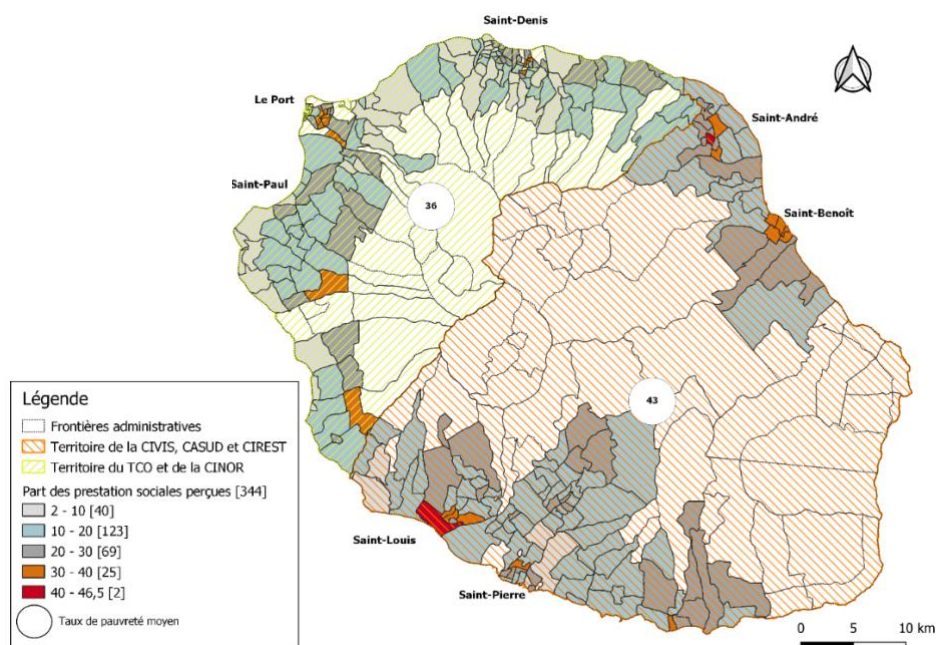 Saint-Denis
Le Port
Saint-André
Saint-Paul
36
Saint-Benoît
43
Légende
Frontières administratives
Territoire de la CIVIS, CASUD et CIREST
Territoire du TCO et de la CINOR
Part des prestation sociales perçues [344]
2 - 10 [40]
10 - 20 [123]
20 - 30 [69]
30 - 40 [25]
40 - 46,5 [2]
Taux de pauvreté moyen
Saint-Louis
Saint-Pierre
0 5 10 km